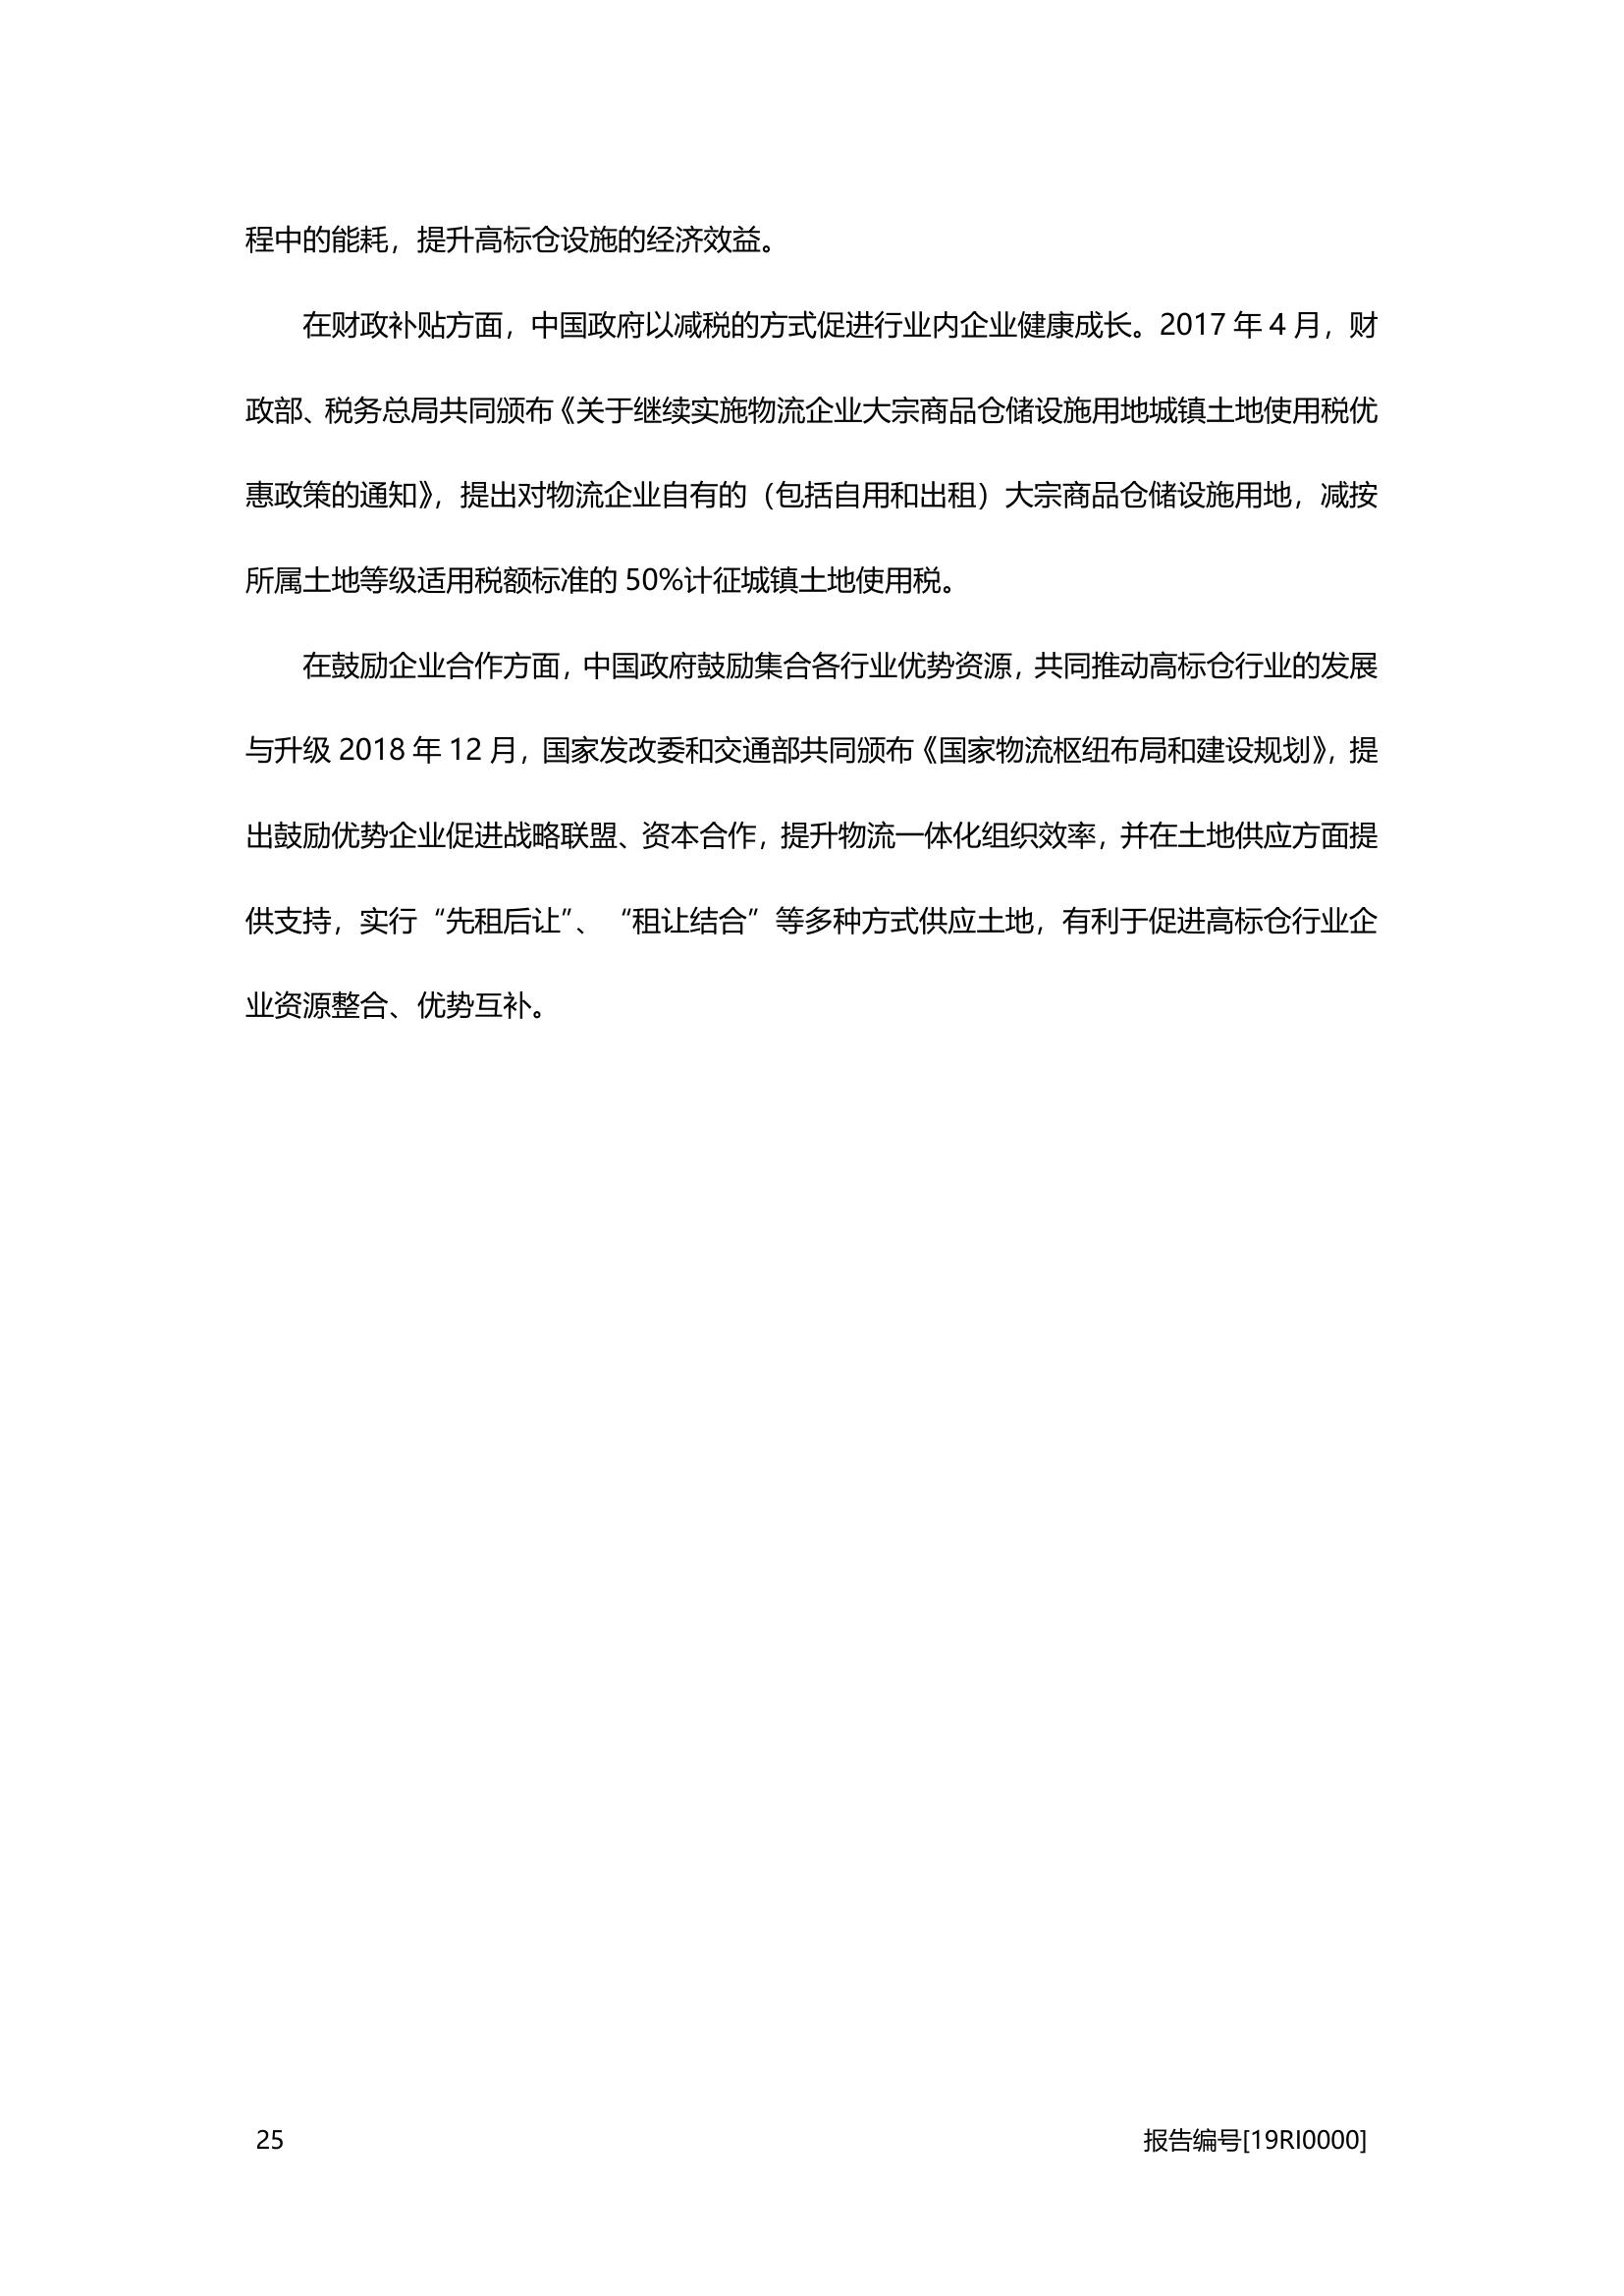 程中的能耗，提升高标仓设施的经济效益。
在财政补贴方面，中国政府以减税的方式促进行业内企业健康成长。2017 年 4 月，财
政部、税务总局共同颁布《关于继续实施物流企业大宗商品仓储设施用地城镇土地使用税优
惠政策的通知》，提出对物流企业自有的（包括自用和出租）大宗商品仓储设施用地，减按
所属土地等级适用税额标准的 50%计征城镇土地使用税。
在鼓励企业合作方面，中国政府鼓励集合各行业优势资源，共同推动高标仓行业的发展
与升级 2018 年 12 月，国家发改委和交通部共同颁布《国家物流枢纽布局和建设规划》，提
出鼓励优势企业促进战略联盟、资本合作，提升物流一体化组织效率，并在土地供应方面提
供支持，实行“先租后让”、“租让结合”等多种方式供应土地，有利于促进高标仓行业企
业资源整合、优势互补。
25 报告编号[19RI0000]